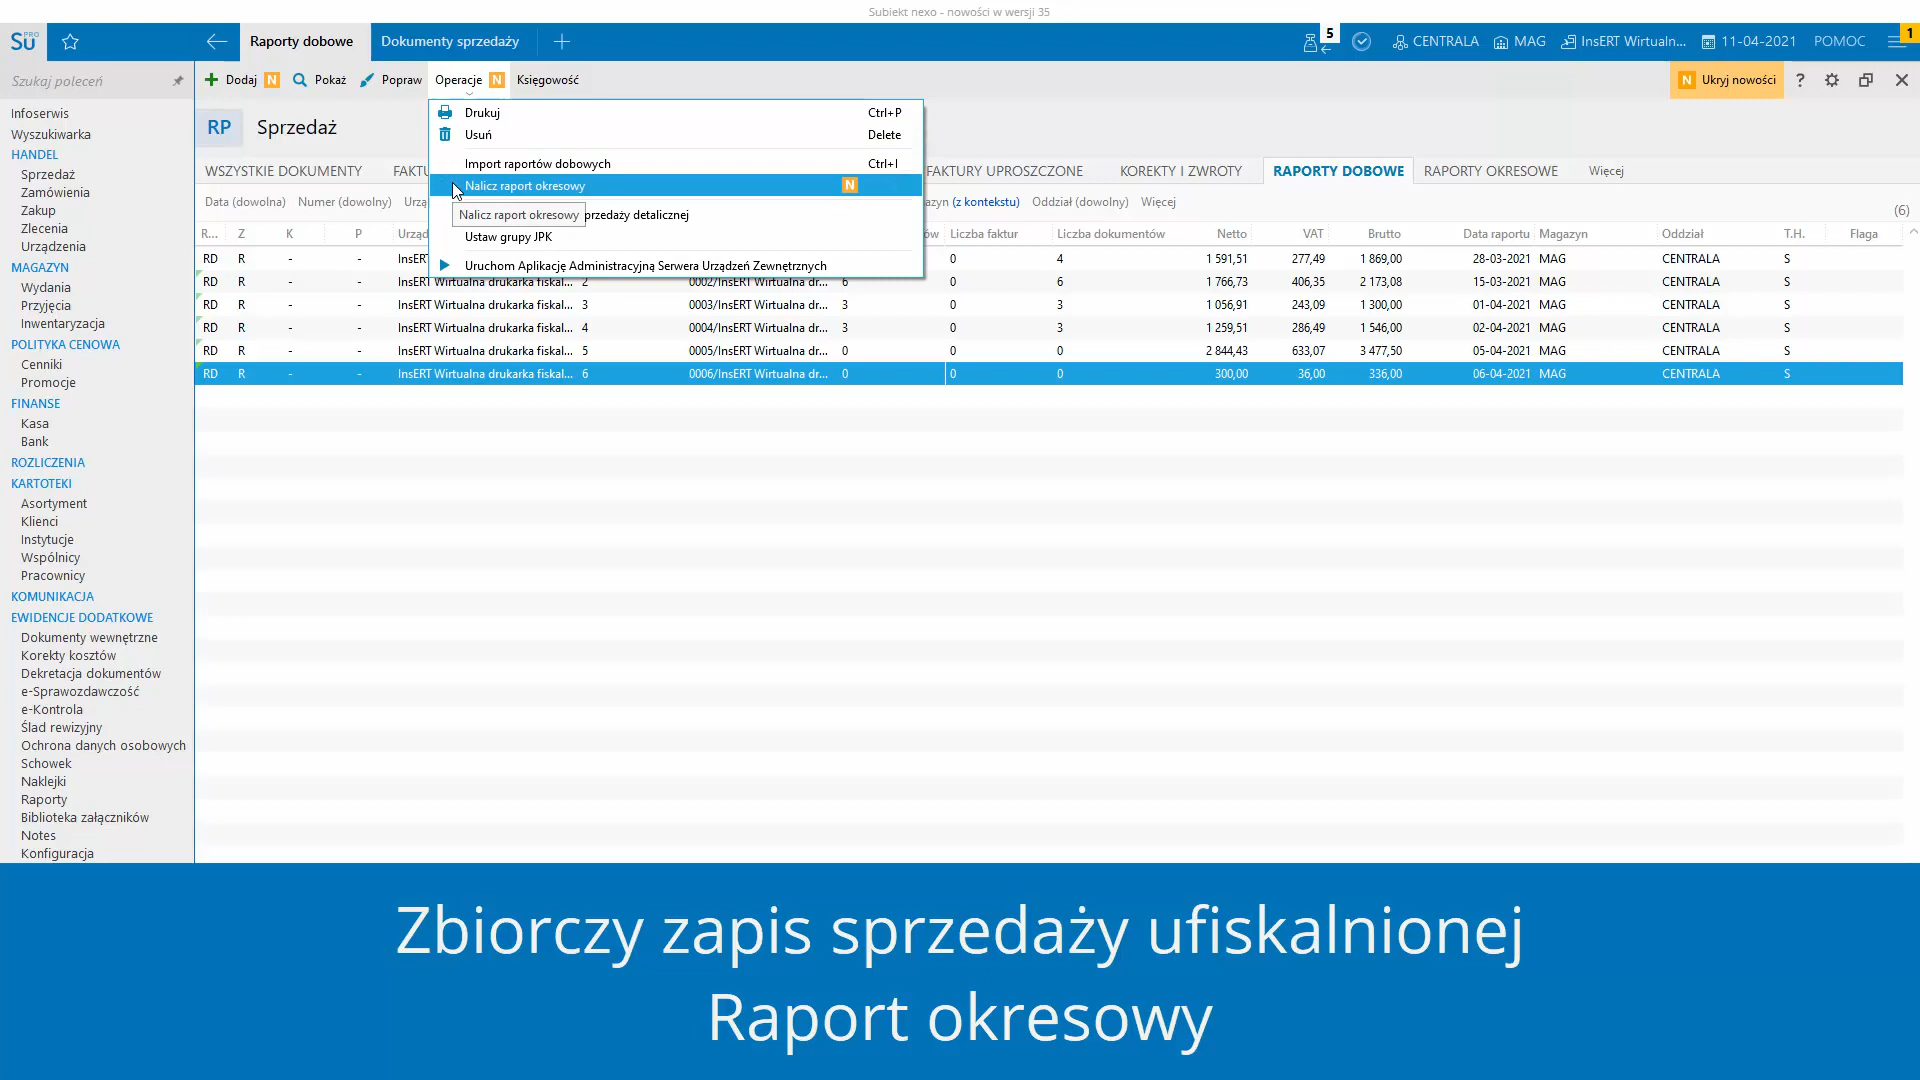 Subiekt nexo - nowości w wersji 35
Su PRO
Raporty dobowe
Dokumenty sprzedaży
5
CENTRALA
MAG
InsERT Wirtualn...
11-04-2021
POMOC
1
Szukaj poleceń
Dodaj N
Pokaż
Popraw
Operacje N
Księgowość
N Ukryj nowości
?
Infoserwis
Wyszukiwarka
HANDEL
Sprzedaż
Zamówienia
Zakup
Zlecenia
Urządzenia
MAGAZYN
Wydania
Przyjęcia
Inwentaryzacja
POLITYKA CENOWA
Cenniki
Promocje
FINANSE
Kasa
Bank
ROZLICZENIA
KARTOTEKI
Asortyment
Klienci
Instytucje
Wspólnicy
Pracownicy
KOMUNIKACJA
EWIDENCJE DODATKOWE
Dokumenty wewnętrzne
Korekty kosztów
Dekretacja dokumentów
e-Sprawozdawczość
e-Kontrola
Ślad rewizyjny
Ochrona danych osobowych
Schowek
Naklejki
Raporty
Biblioteka załączników
Notes
Konfiguracja
RP Sprzedaż
Drukuj Ctrl+P
Usuń Delete
Import raportów dobowych Ctrl+I
Nalicz raport okresowy N
Nalicz raport okresowy
przedaży detalicznej
Ustaw grupy JPK
Uruchom Aplikację Administracyjną Serwera Urządzeń Zewnętrznych
WSZYSTKIE DOKUMENTY FAKTU FAKTURY UPROSZCZONE KOREKTY I ZWROTY RAPORTY DOBOWE RAPORTY OKRESOWE Więcej
Data (dowolna) Numer (dowolny) Urzą azyn (z kontekstu) Oddział (dowolny) Więcej
(6)
R... Z K P Urząd ów Liczba faktur Liczba dokumentów Netto VAT Brutto Data raportu Magazyn Oddział T.H. Flaga
RD R - - InsER 0 4 1 591,51 277,49 1 869,00 28-03-2021 MAG CENTRALA S
RD R - - InsERT Wirtualna drukarka fiskal... 2 0002/InsERT Wirtualna dr... 6 0 6 1 766,73 406,35 2 173,08 15-03-2021 MAG CENTRALA S
RD R - - InsERT Wirtualna drukarka fiskal... 3 0003/InsERT Wirtualna dr... 3 0 3 1 056,91 243,09 1 300,00 01-04-2021 MAG CENTRALA S
RD R - - InsERT Wirtualna drukarka fiskal... 4 0004/InsERT Wirtualna dr... 3 0 3 1 259,51 286,49 1 546,00 02-04-2021 MAG CENTRALA S
RD R - - InsERT Wirtualna drukarka fiskal... 5 0005/InsERT Wirtualna dr... 0 0 0 2 844,43 633,07 3 477,50 05-04-2021 MAG CENTRALA S
RD R - - InsERT Wirtualna drukarka fiskal... 6 0006/InsERT Wirtualna dr... 0 0 0 300,00 36,00 336,00 06-04-2021 MAG CENTRALA S
Zbiorczy zapis sprzedaży ufiskalnionej
Raport okresowy